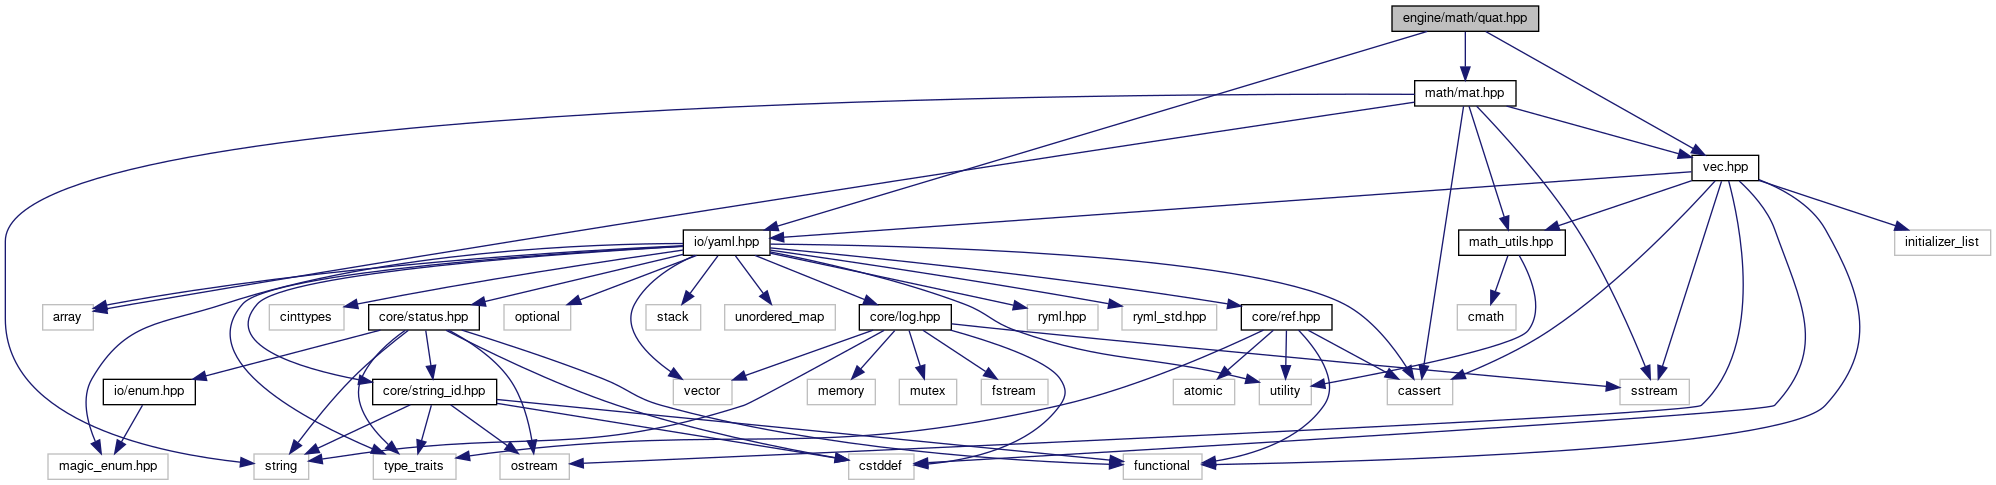 engine/math/quat.hpp
math/mat.hpp
vec.hpp
io/yaml.hpp
math_utils.hpp
initializer_list
array
cinttypes
core/status.hpp
optional
stack
unordered_map
core/log.hpp
ryml.hpp
ryml_std.hpp
core/ref.hpp
cmath
io/enum.hpp
core/string_id.hpp
vector
memory
mutex
fstream
atomic
utility
cassert
sstream
magic_enum.hpp
string
type_traits
ostream
cstddef
functional